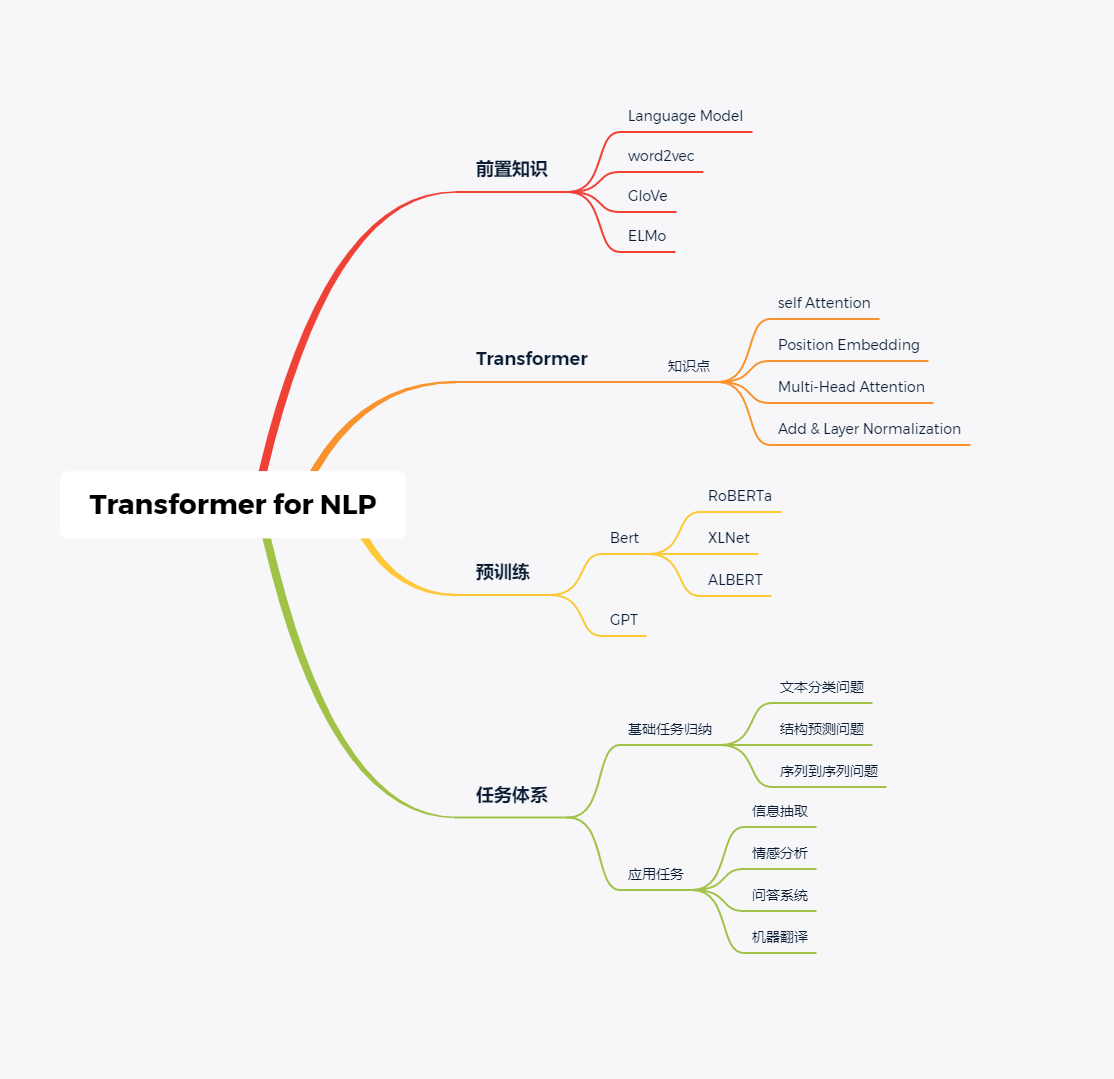 Transformer for NLP
前置知识
Language Model
word2vec
GloVe
ELMo
Transformer
知识点
self Attention
Position Embedding
Multi-Head Attention
Add & Layer Normalization
预训练
Bert
RoBERTa
XLNet
ALBERT
GPT
任务体系
基础任务归纳
文本分类问题
结构预测问题
序列到序列问题
应用任务
信息抽取
情感分析
问答系统
机器翻译